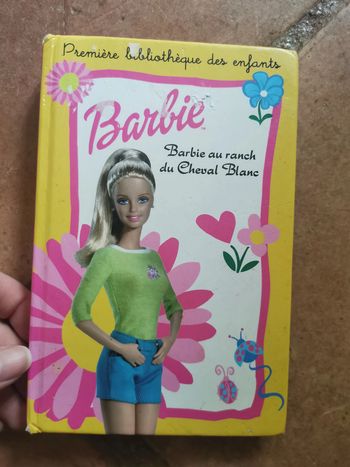 Première bibliothèque des enfants
Barbie
Barbie au ranch
du Cheval Blanc